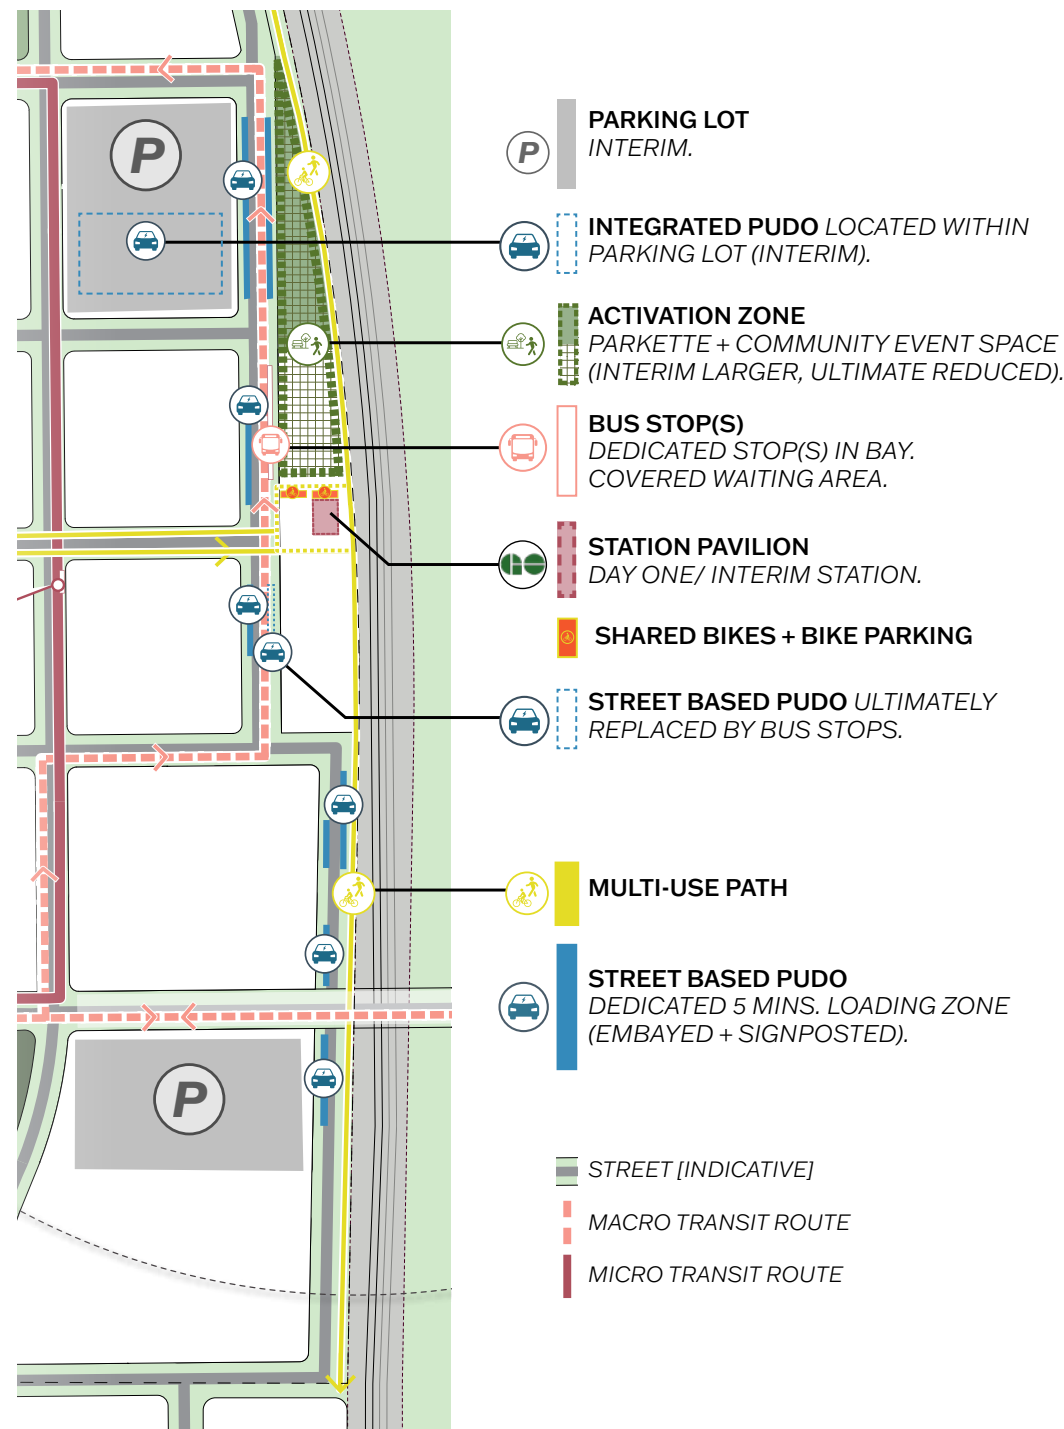 P
P
PARKING LOT
INTERIM.
INTEGRATED PUDO LOCATED WITHIN
PARKING LOT (INTERIM).
ACTIVATION ZONE
PARKETTE + COMMUNITY EVENT SPACE
(INTERIM LARGER, ULTIMATE REDUCED).
BUS STOP(S)
DEDICATED STOP(S) IN BAY.
COVERED WAITING AREA.
GO
STATION PAVILION
DAY ONE/ INTERIM STATION.
SHARED BIKES + BIKE PARKING
STREET BASED PUDO ULTIMATELY
REPLACED BY BUS STOPS.
MULTI-USE PATH
STREET BASED PUDO
DEDICATED 5 MINS. LOADING ZONE
(EMBAYED + SIGNPOSTED).
P
STREET [INDICATIVE]
MACRO TRANSIT ROUTE
MICRO TRANSIT ROUTE